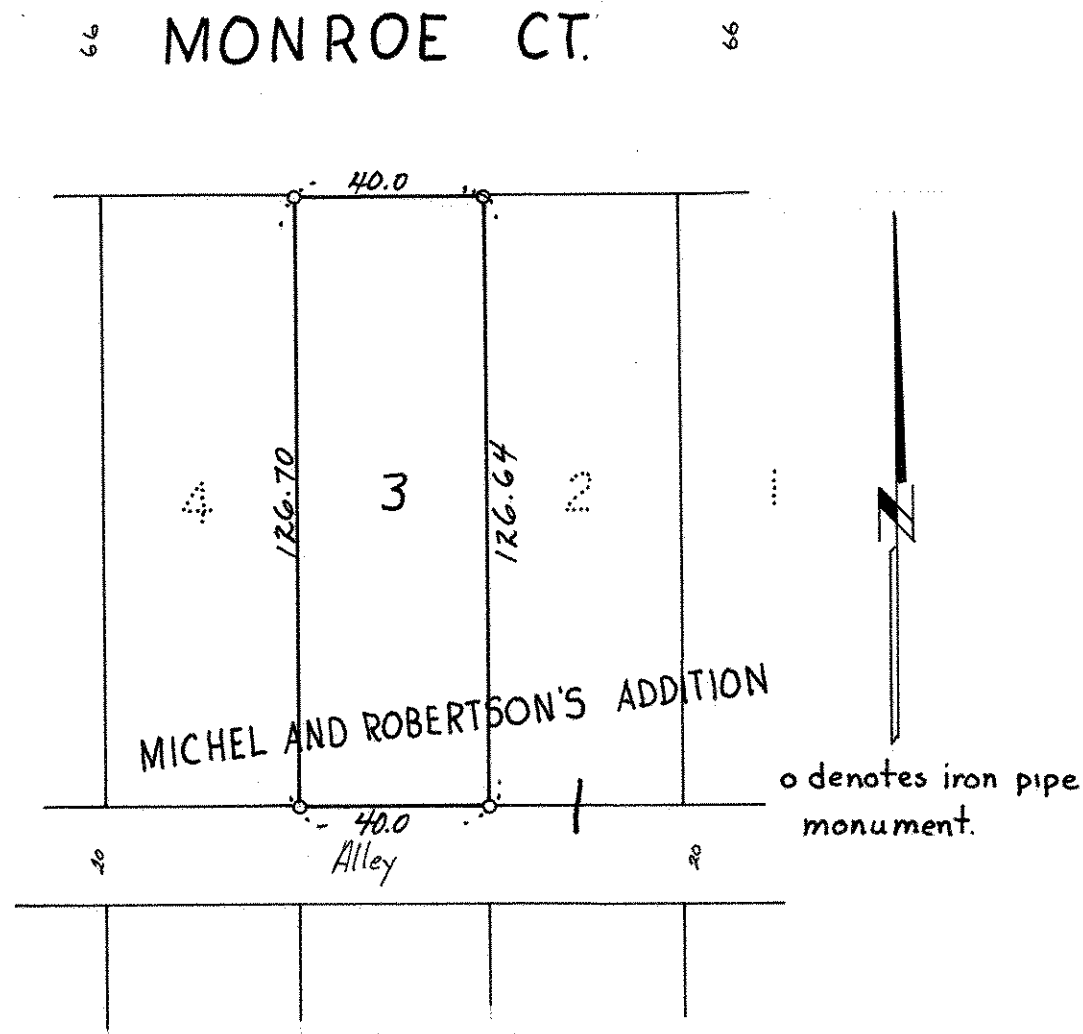 66 MONROE CT. 66
40.0
4 126.70 3 126.64 2 1
N
MICHEL AND ROBERTSON'S ADDITION
o denotes iron pipe
monument.
40.0
Alley
20 20